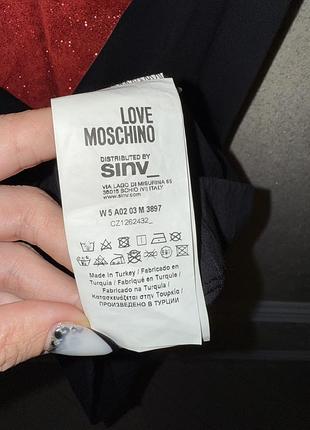 LOVE
MOSCHINO
DISTRIBUTED BY
sinv_
VIA LAGO DI MISURINA 65
36015 SCHIO (VI) ITALY
www.sinv.com
W 5 A02 03 M 3897
CZ1262432_
Made in Turkey / Fabricado en
Turquía / Fabriqué en Turquie /
Fabricado na Turquia /
Κατασκευάζεται στην Τουρκία /
ПРОИЗВЕДЕНО В ТУРЦИИ